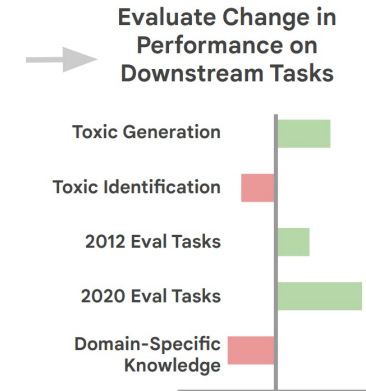 Evaluate Change in
Performance on
Downstream Tasks
Toxic Generation
Toxic Identification
2012 Eval Tasks
2020 Eval Tasks
Domain-Specific
Knowledge